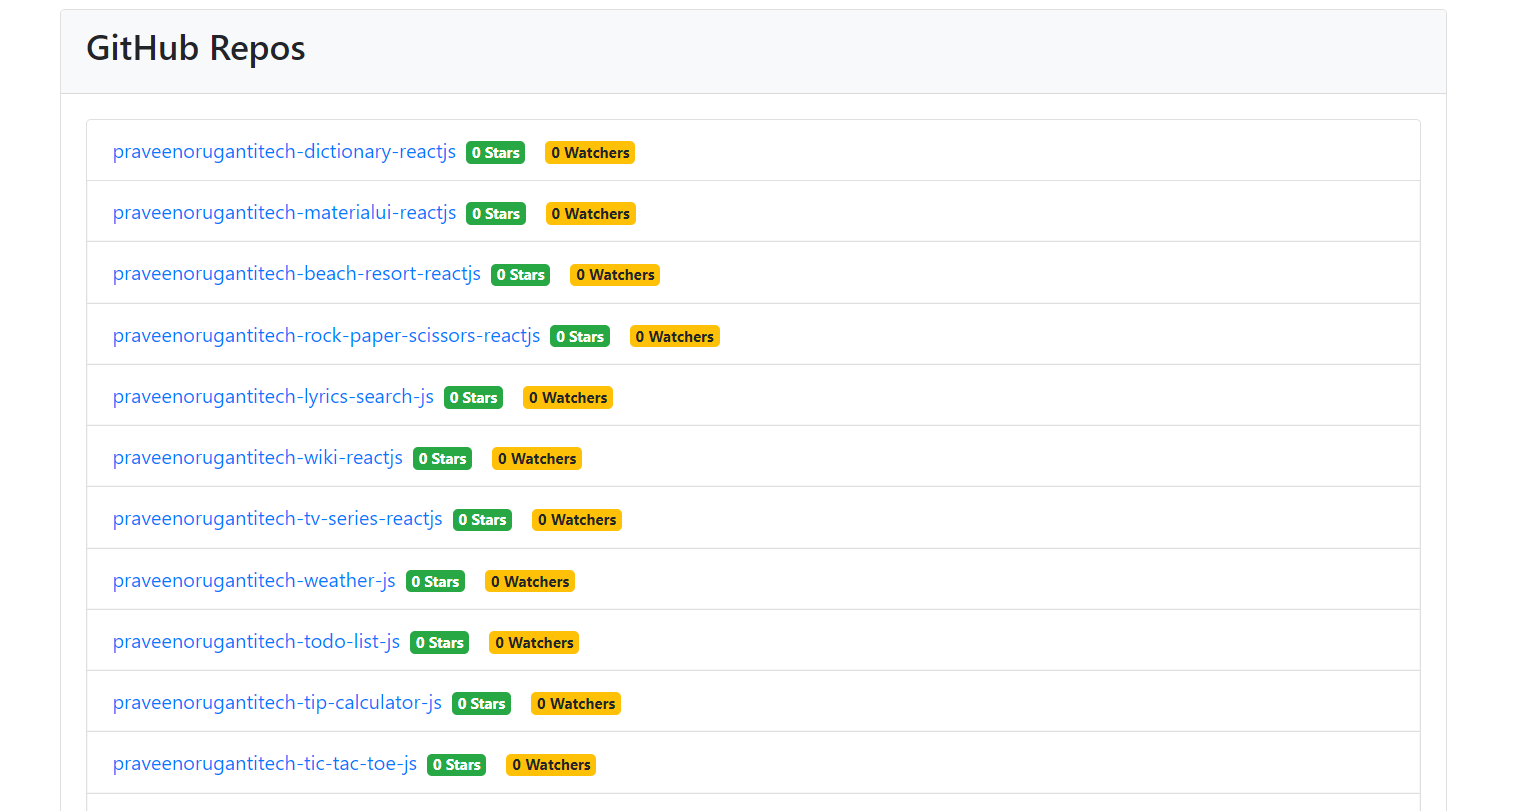 GitHub Repos
praveenorugantitech-dictionary-reactjs 0 Stars 0 Watchers
praveenorugantitech-materialui-reactjs 0 Stars 0 Watchers
praveenorugantitech-beach-resort-reactjs 0 Stars 0 Watchers
praveenorugantitech-rock-paper-scissors-reactjs 0 Stars 0 Watchers
praveenorugantitech-lyrics-search-js 0 Stars 0 Watchers
praveenorugantitech-wiki-reactjs 0 Stars 0 Watchers
praveenorugantitech-tv-series-reactjs 0 Stars 0 Watchers
praveenorugantitech-weather-js 0 Stars 0 Watchers
praveenorugantitech-todo-list-js 0 Stars 0 Watchers
praveenorugantitech-tip-calculator-js 0 Stars 0 Watchers
praveenorugantitech-tic-tac-toe-js 0 Stars 0 Watchers